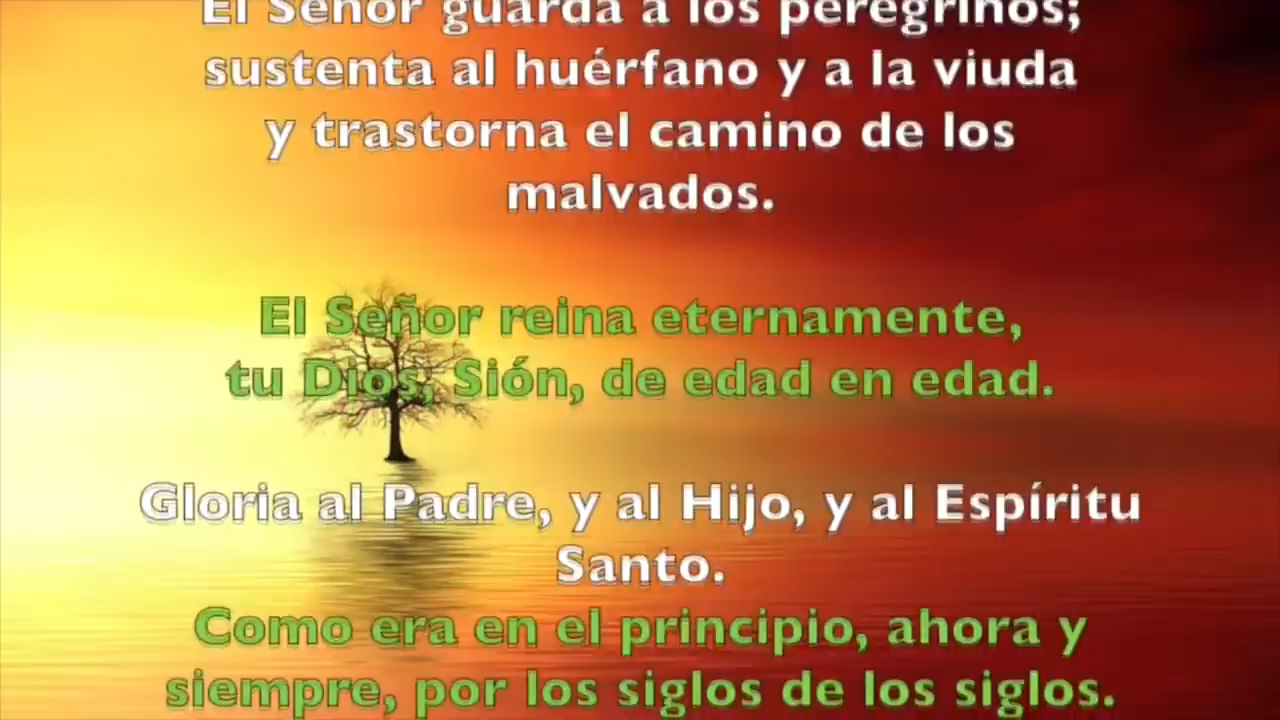 El Señor guarda a los peregrinos;
sustenta al huérfano y a la viuda
y trastorna el camino de los
malvados.
El Señor reina eternamente,
tu Dios, Sión, de edad en edad.
Gloria al Padre, y al Hijo, y al Espíritu
Santo.
Como era en el principio, ahora y
siempre, por los siglos de los siglos.